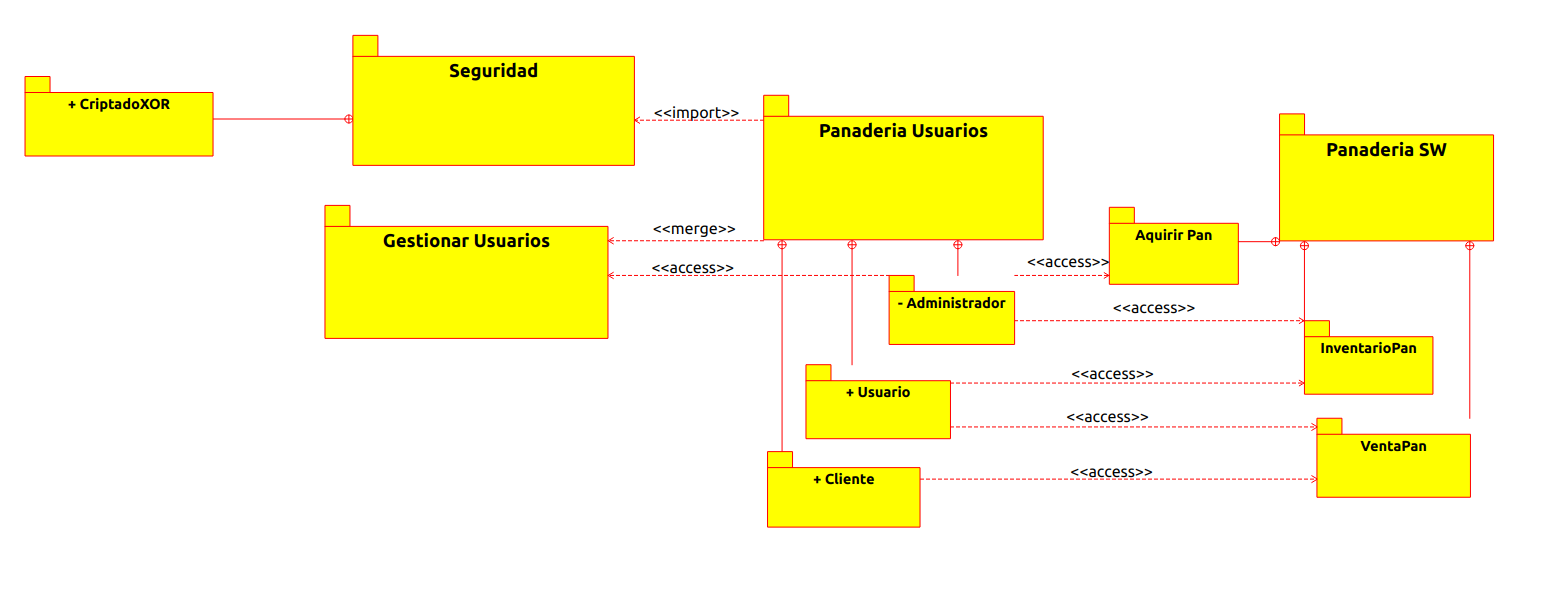 Seguridad
+ CriptadoXOR
<<import>>
Panaderia Usuarios
Panaderia SW
<<merge>>
Gestionar Usuarios
Aquirir Pan
<<access>>
<<access>>
- Administrador
<<access>>
InventarioPan
<<access>>
+ Usuario
<<access>>
VentaPan
<<access>>
+ Cliente